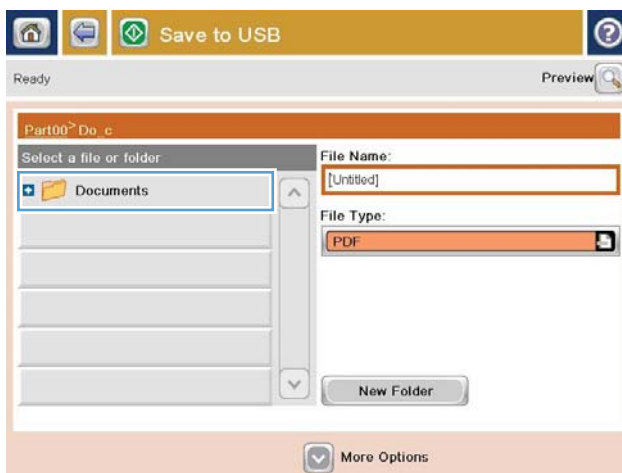 Save to USB
Ready
Preview
Part00>Do_c
Select a file or folder
File Name:
Documents
[Untitled]
File Type:
PDF
New Folder
More Options